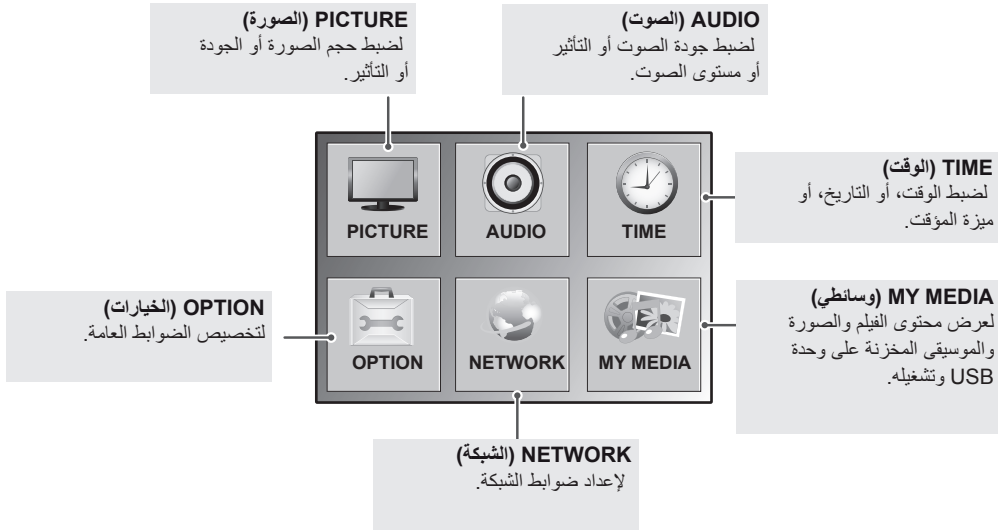 PICTURE (الصورة)
لضبط حجم الصورة أو الجودة
أو التأثير.
AUDIO (الصوت)
لضبط جودة الصوت أو التأثير
أو مستوى الصوت.
PICTURE
AUDIO
TIME
TIME (الوقت)
لضبط الوقت، أو التاريخ، أو
ميزة المؤقت.
OPTION
NETWORK
MY MEDIA
MY MEDIA (وسائطي)
لعرض محتوى الفيلم والصورة
والموسيقى المخزنة على وحدة
USB وتشغيله.
OPTION (الخيارات)
لتخصيص الضوابط العامة.
NETWORK (الشبكة)
لإعداد ضوابط الشبكة.